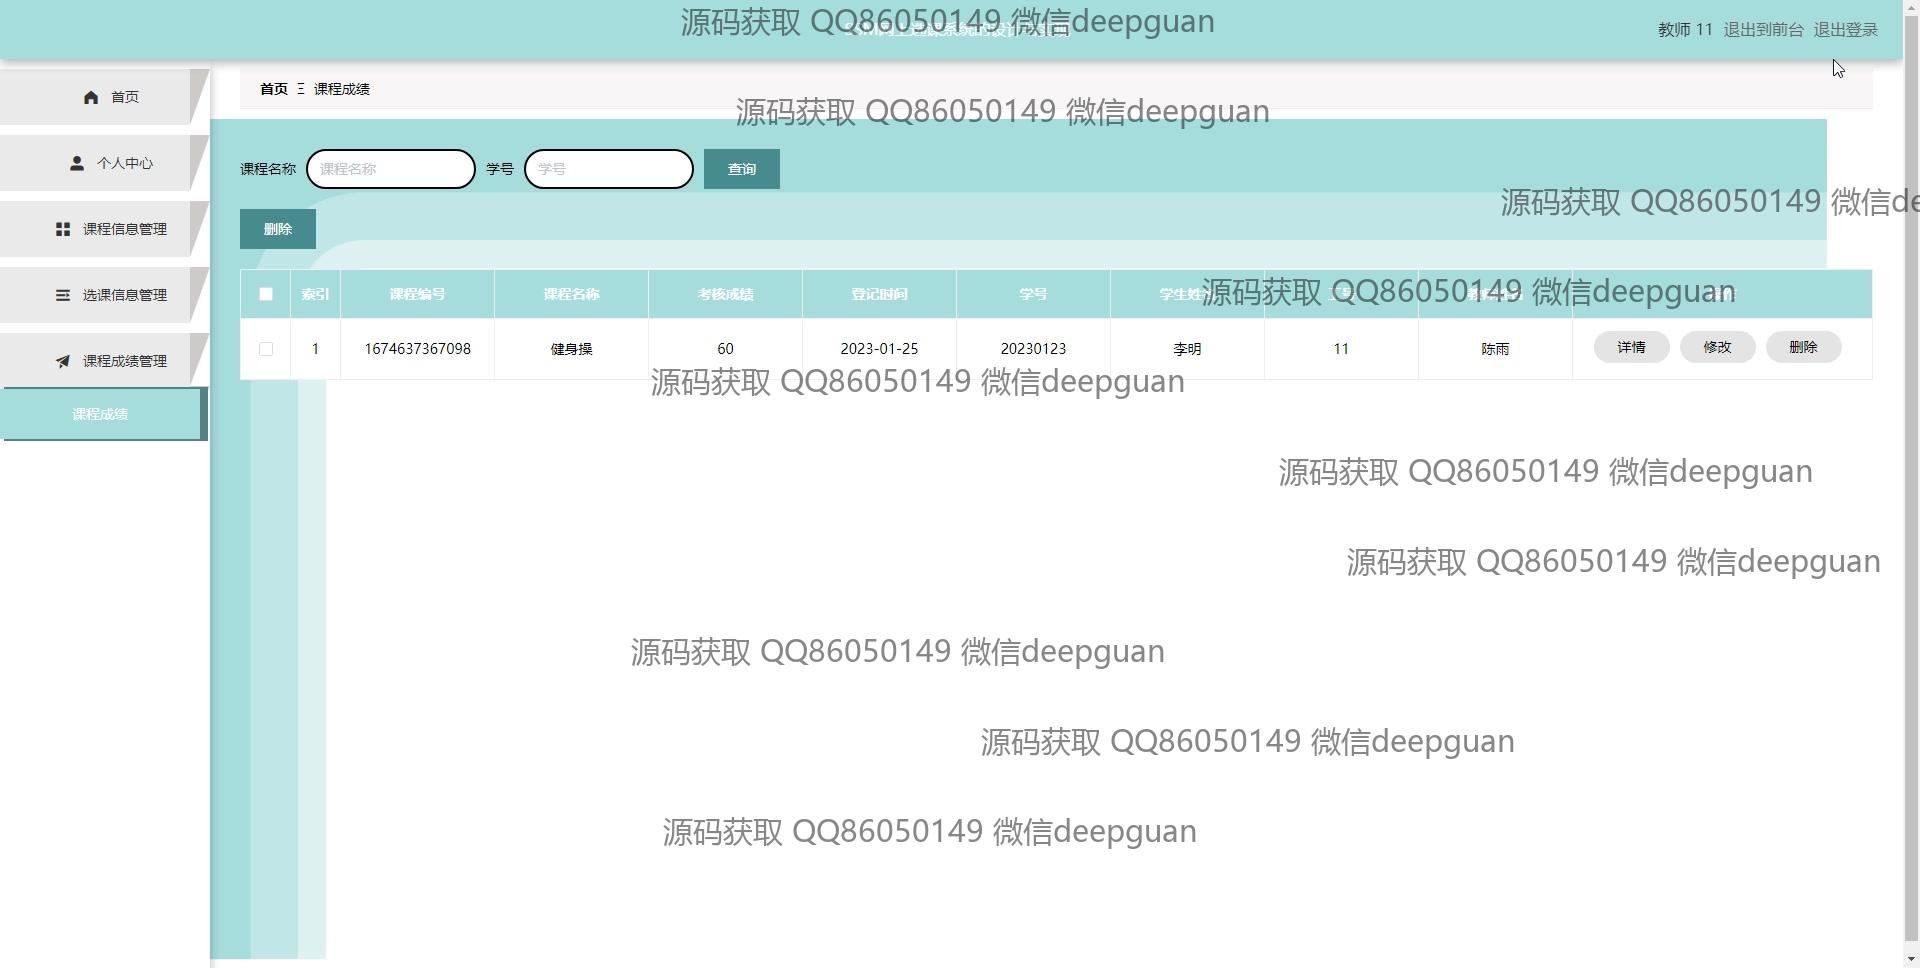 源码获取 QQ86050149 微信deepguan
教师 11 退出到前台 退出登录
首页
首页 Ξ 课程成绩
源码获取 QQ86050149 微信deepguan
个人中心
课程名称 课程名称 学号 学号 查询
源码获取 QQ86050149 微信de
课程信息管理
删除
源码获取 QQ86050149 微信deepguan
选课信息管理
索引 课程编号 课程名称 考核成绩 登记时间 学号
1 1674637367098 健身操 60 2023-01-25 20230123 李明 11 陈雨 详情 修改 删除
课程成绩管理
源码获取 QQ86050149 微信deepguan
课程成绩
源码获取 QQ86050149 微信deepguan
源码获取 QQ86050149 微信deepguan
源码获取 QQ86050149 微信deepguan
源码获取 QQ86050149 微信deepguan
源码获取 QQ86050149 微信deepguan